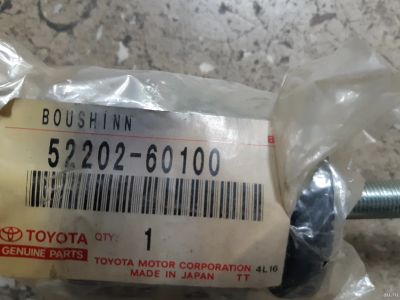 BOUSHINN
52202-60100
TOYOTA
GENUINE PARTS
QTY: 1
TOYOTA MOTOR CORPORATION 4L16
MADE IN JAPAN TT